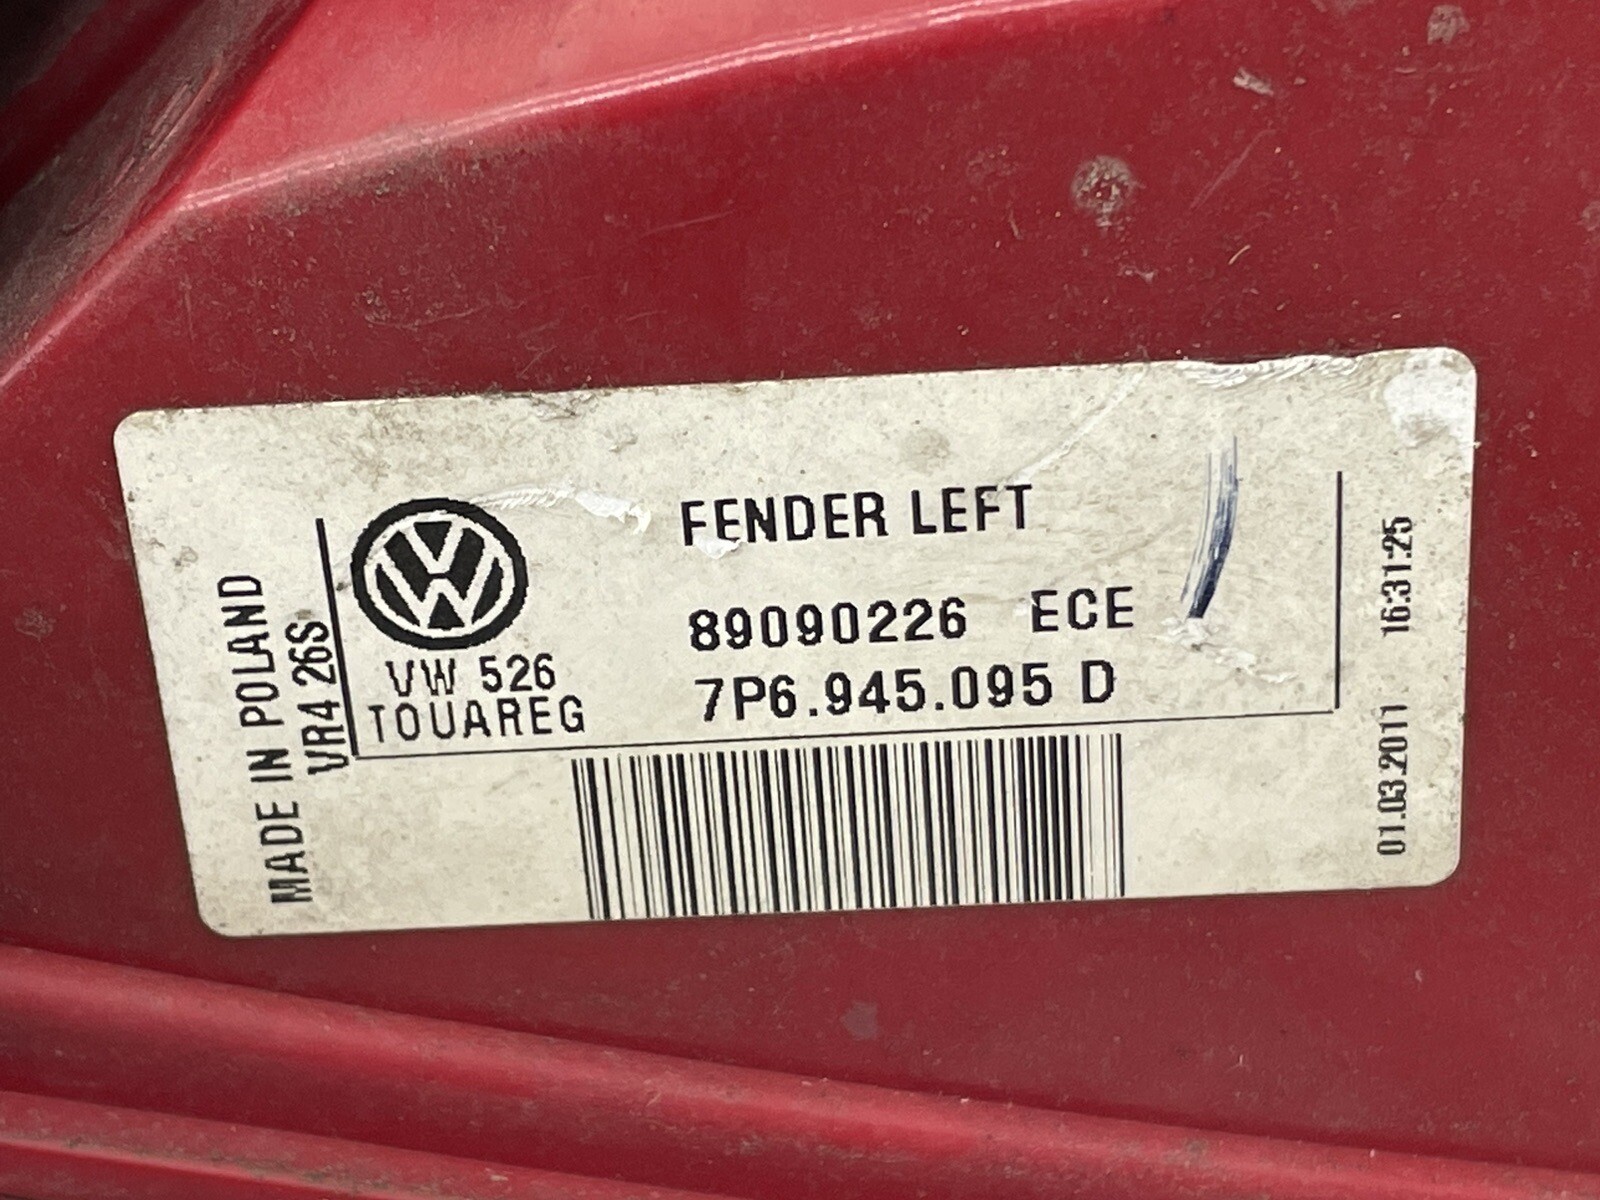 FENDER LEFT
89090226 ECE
7P6.945.095 D
VW 526
TOUAREG
MADE IN POLAND
VR4 26S
01.03.2011 16:31:25